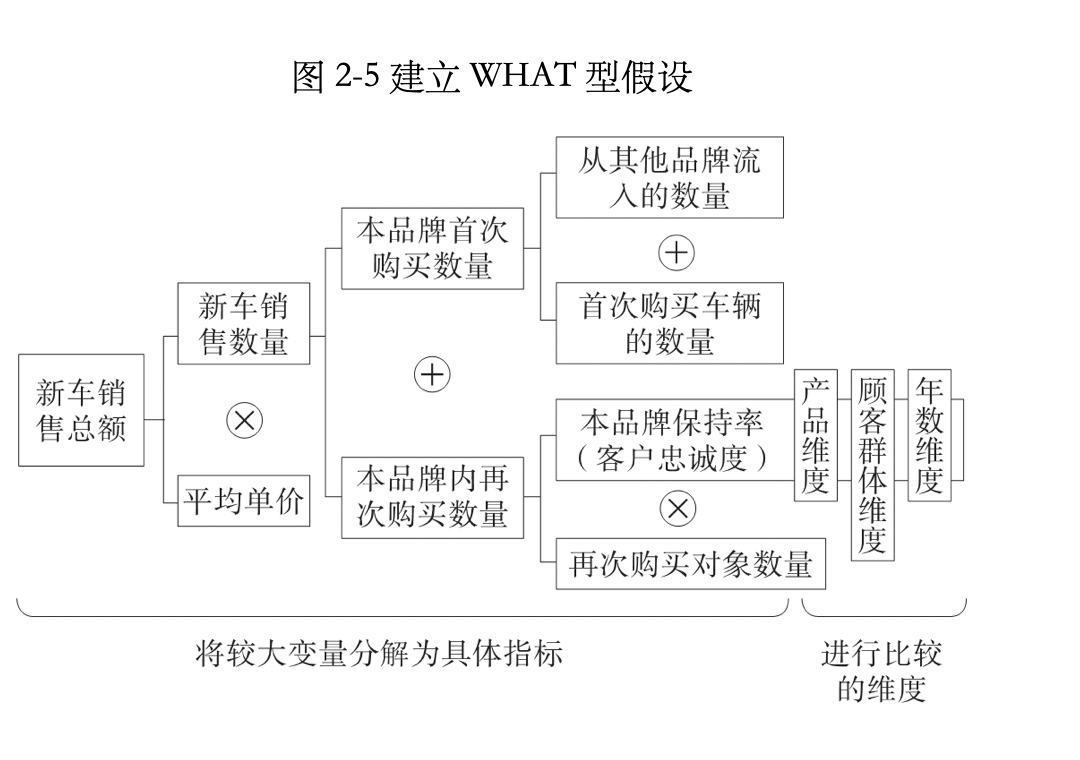 图 2-5 建立 WHAT 型假设
新车销
售总额
新车销
售数量
×
平均单价
本品牌首次
购买数量
+
本品牌内再
次购买数量
从其他品牌流
入的数量
+
首次购买车辆
的数量
本品牌保持率
（客户忠诚度）
×
再次购买对象数量
产品维度
顾客群体维度
年数维度
将较大变量分解为具体指标
进行比较
的维度